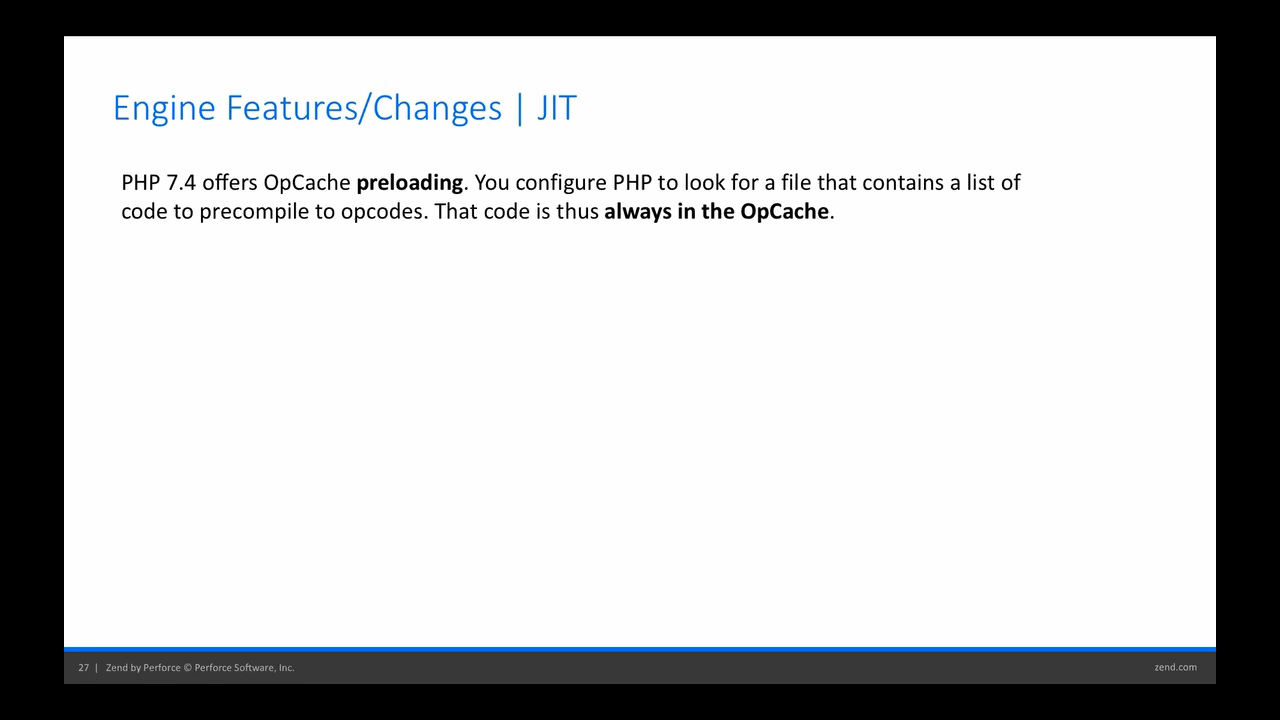 Engine Features/Changes | JIT
PHP 7.4 offers OpCache preloading. You configure PHP to look for a file that contains a list of
code to precompile to opcodes. That code is thus always in the OpCache.
27 | Zend by Perforce © Perforce Software, Inc.
zend.com